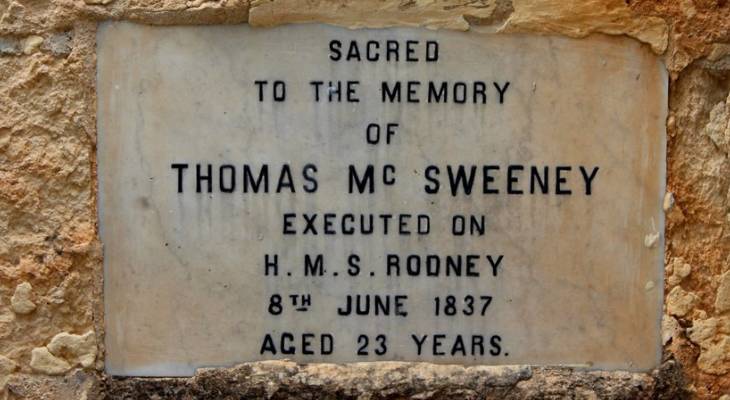 SACRED
TO THE MEMORY
OF
THOMAS Mc SWEENEY
EXECUTED ON
H.M.S. RODNEY
8TH JUNE 1837
AGED 23 YEARS.